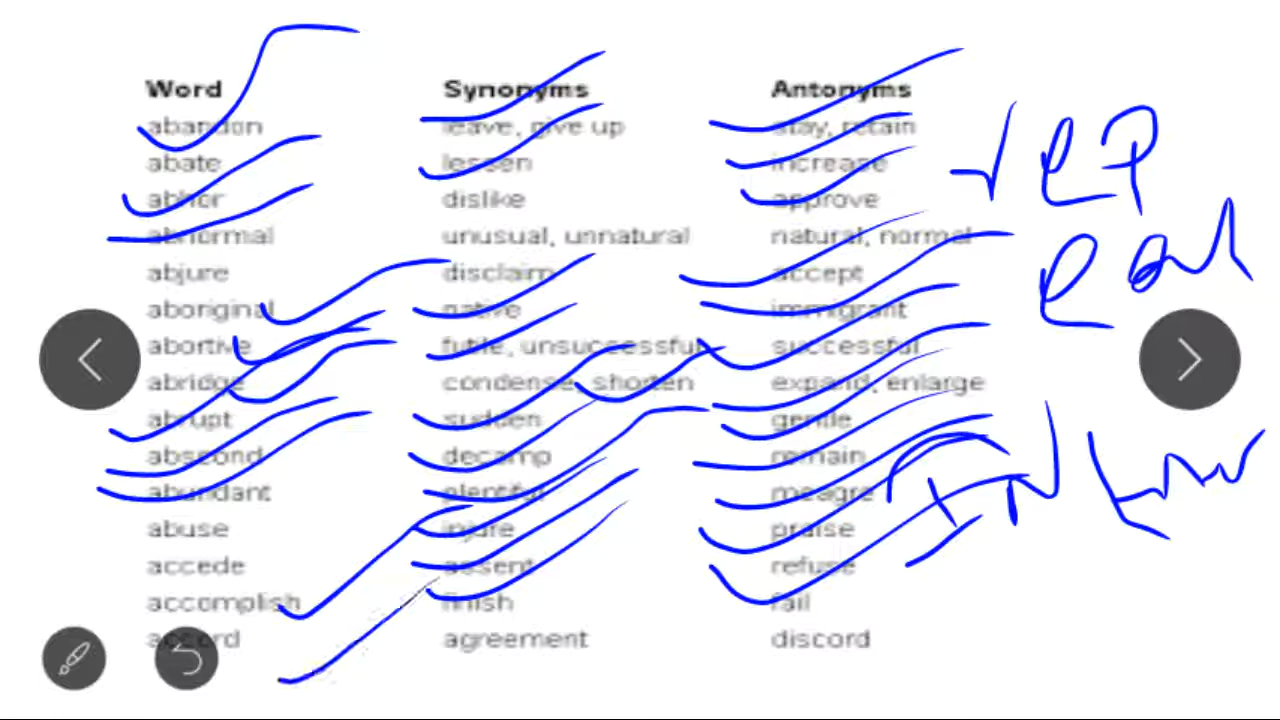 Word Synonyms Antonyms
abandon leave, give up stay, retain
abate lessen increase
abhor dislike approve
abnormal unusual, unnatural natural, normal
abjure disclaim accept
aboriginal native immigrant
abortive futile, unsuccessful successful
abridge condense, shorten expand, enlarge
abrupt sudden gentle
abscond decamp remain
abundant plentiful meagre
abuse injure praise
accede assent refuse
accomplish finish fail
accord agreement discord